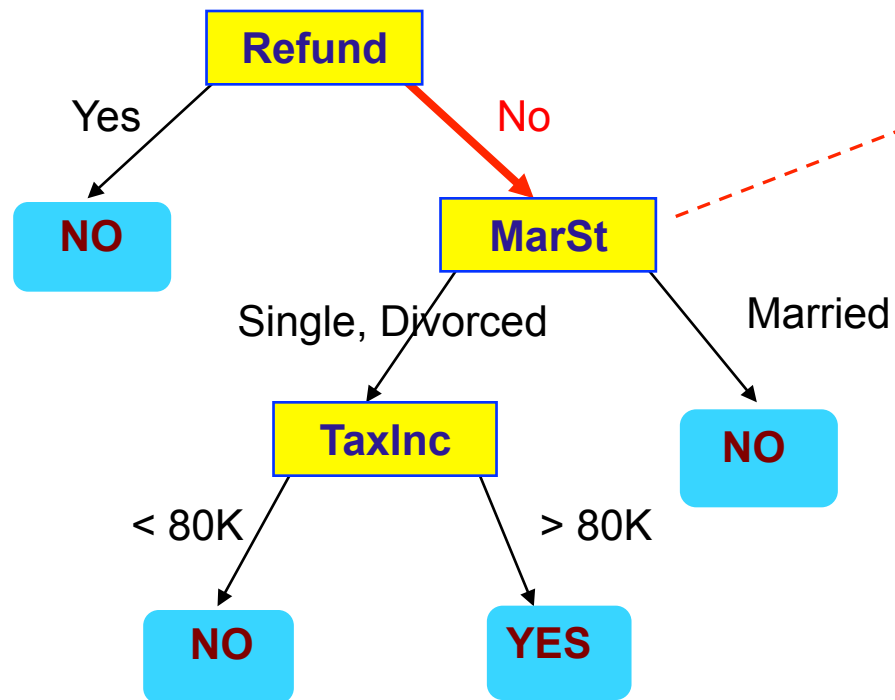 Refund
Yes
No
NO
MarSt
Single, Divorced
Married
TaxInc
NO
< 80K
> 80K
NO
YES